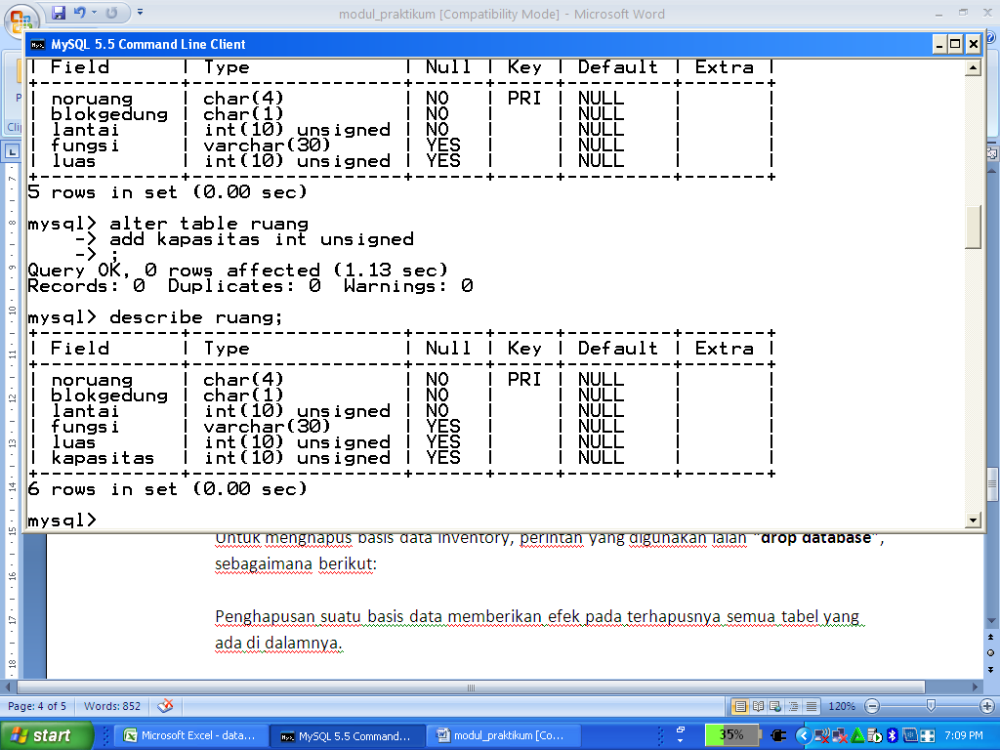 modul_praktikum [Compatibility Mode] - Microsoft Word
MySQL 5.5 Command Line Client
| Field | Type | Null | Key | Default | Extra |
| noruang | char(4) | NO | PRI | NULL | |
| blokgedung | char(1) | NO | | NULL | |
| lantai | int(10) unsigned | NO | | NULL | |
| fungsi | varchar(30) | YES | | NULL | |
| luas | int(10) unsigned | YES | | NULL | |
5 rows in set (0.00 sec)
mysql> alter table ruang
-> add kapasitas int unsigned
-> ;
Query OK, 0 rows affected (1.13 sec)
Records: 0 Duplicates: 0 Warnings: 0
mysql> describe ruang;
| Field | Type | Null | Key | Default | Extra |
| noruang | char(4) | NO | PRI | NULL | |
| blokgedung | char(1) | NO | | NULL | |
| lantai | int(10) unsigned | NO | | NULL | |
| fungsi | varchar(30) | YES | | NULL | |
| luas | int(10) unsigned | YES | | NULL | |
| kapasitas | int(10) unsigned | YES | | NULL | |
6 rows in set (0.00 sec)
mysql>
Untuk menghapus basis data inventory, perintah yang digunakan ialah "drop database",
sebagaimana berikut:
Penghapusan suatu basis data memberikan efek pada terhapusnya semua tabel yang
ada di dalamnya.
Page: 4 of 5 Words: 852 120%
start Microsoft Excel - data... MySQL 5.5 Command... modul_praktikum [Co... 35% 7:09 PM